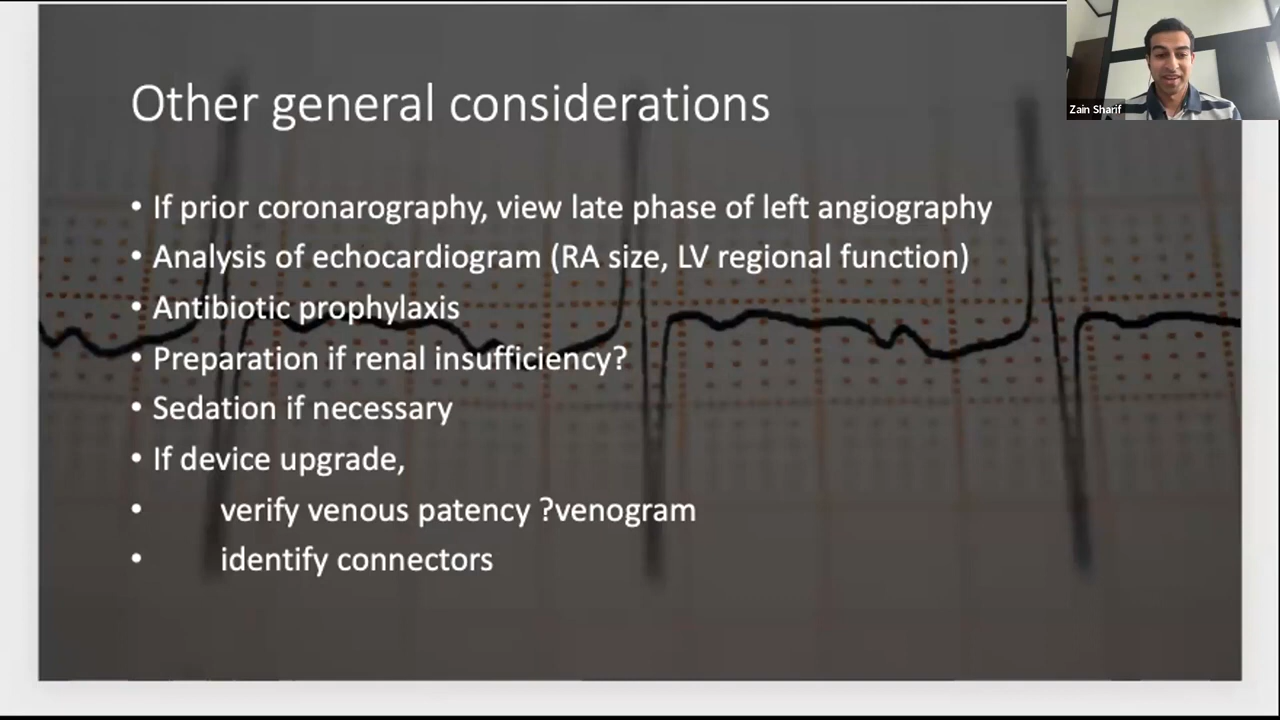 Zain Sharif
Other general considerations
• If prior coronarography, view late phase of left angiography
• Analysis of echocardiogram (RA size, LV regional function)
• Antibiotic prophylaxis
• Preparation if renal insufficiency?
• Sedation if necessary
• If device upgrade,
• verify venous patency ?venogram
• identify connectors